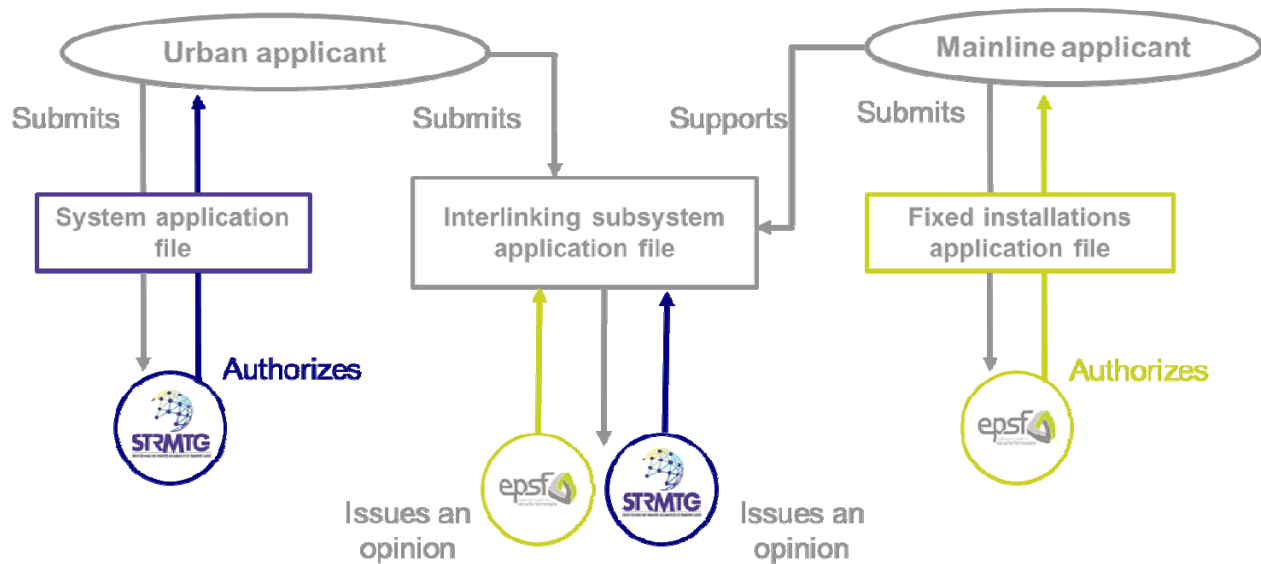 Urban applicant
Mainline applicant
Submits
Submits
Supports
Submits
System application
file
Interlinking subsystem
application file
Fixed installations
application file
Authorizes
Authorizes
STRMTG
epsf
epsf
STRMTG
Issues an
opinion
Issues an
opinion